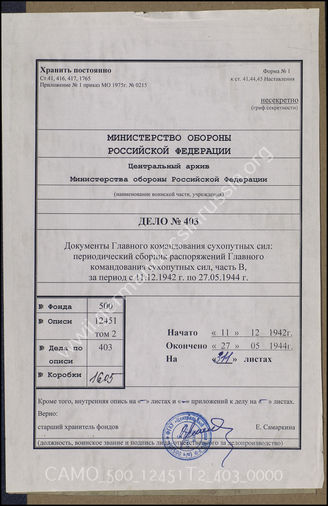 Хранить постоянно
Ст.41, 416, 417, 1765
Приложение № 1 приказ МО 1975г. № 0215
Форма № 1
к ст. 41,44,45 Наставления
несекретно
(гриф секретности)
МИНИСТЕРСТВО ОБОРОНЫ
РОССИЙСКОЙ ФЕДЕРАЦИИ
Центральный архив
Министерства обороны Российской Федерации
(наименование воинской части, учреждения)
ДЕЛО № 403
Документы Главного командования сухопутных сил:
периодический сборник распоряжений Главного
командования сухопутных сил, часть В,
за период с 11.12.1942 г. по 27.05.1944 г.
№ Фонда 500
№ Описи 12451
том 2
№ Дела по описи 403
№ Коробки 1605
Начато « 11 » 12 1942г.
Окончено « 27 » 05 1944г.
На «311» листах
Кроме того, внутренняя опись на листах и приложений к делу на листах.
Верно:
старший хранитель фондов Е. Самаркина
(должность, воинское звание и подпись лица, ответственного за делопроизводство)
CAMO_500_12451T2_403_0000